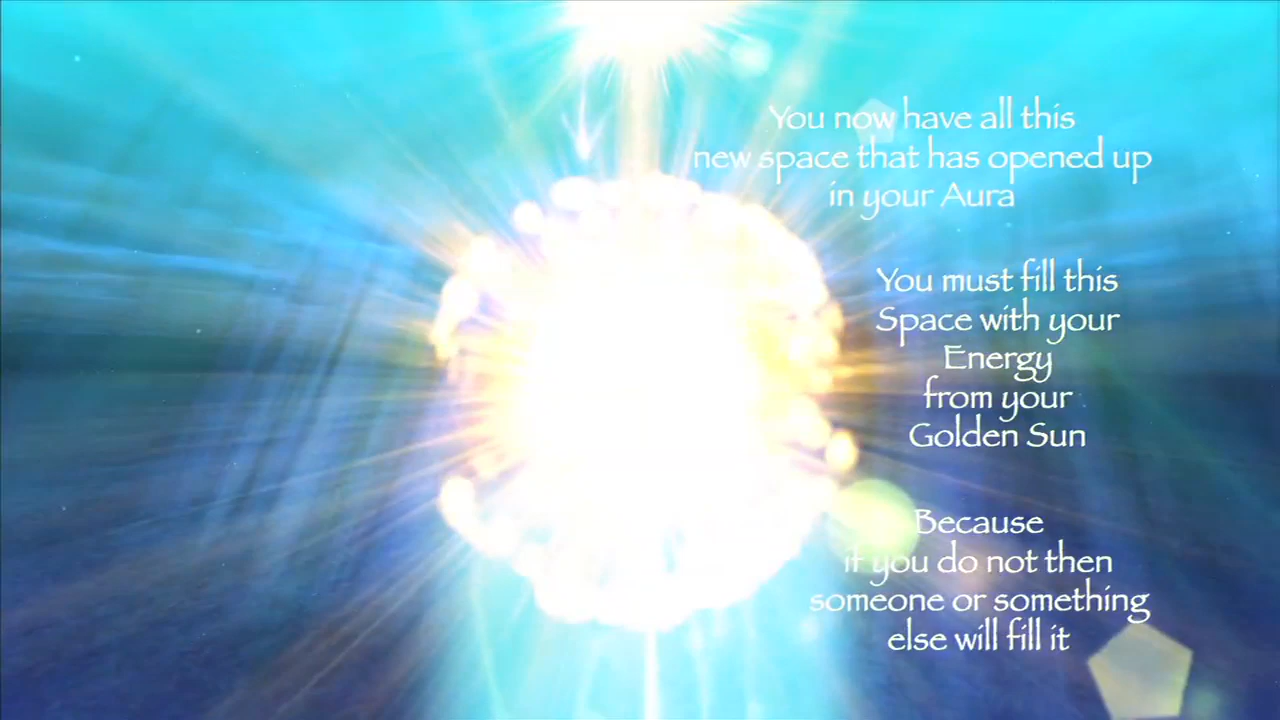 You now have all this
new space that has opened up
in your Aura
You must fill this
Space with your
Energy
from your
Golden Sun
Because
if you do not then
someone or something
else will fill it